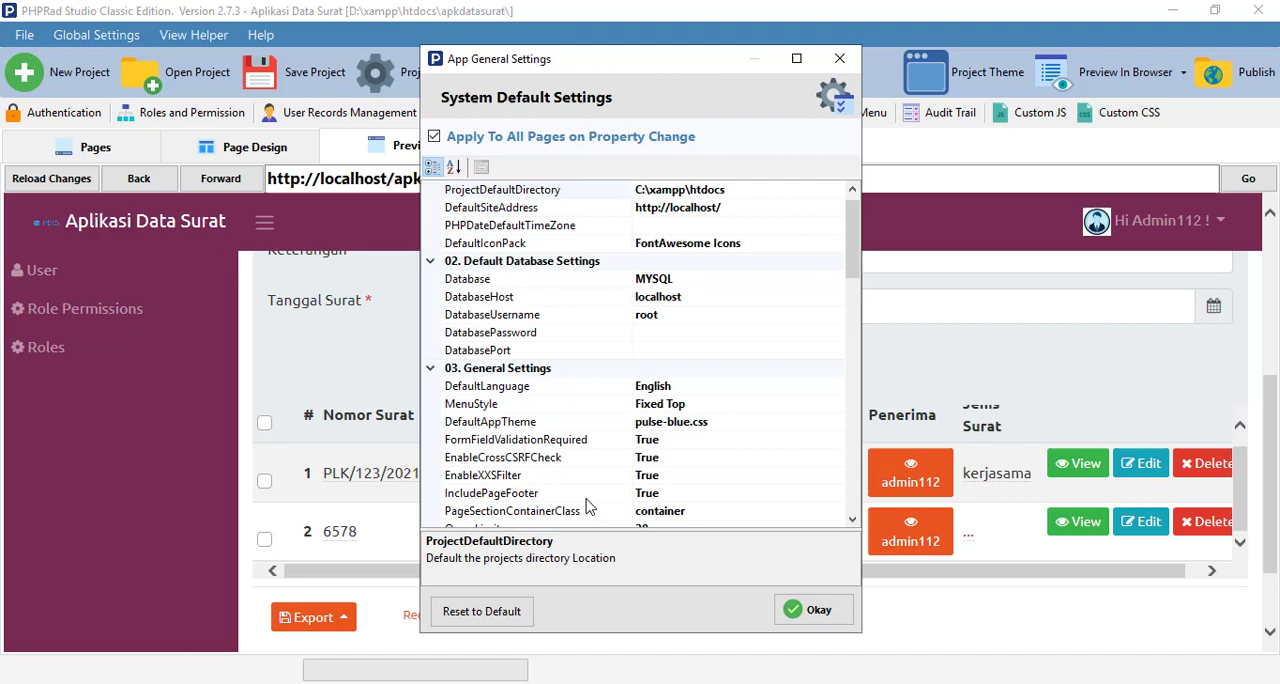 PHPRad Studio Classic Edition. Version 2.7.3 - Aplikasi Data Surat [D:\xampp\htdocs\apkdatasurat\]
File Global Settings View Helper Help
New Project Open Project Save Project Project Theme Preview In Browser Publish
Authentication Roles and Permission User Records Management Menu Audit Trail Custom JS Custom CSS
Pages Page Design
Reload Changes Back Forward http://localhost/apk Go
Aplikasi Data Surat Hi Admin112 !
User
Role Permissions
Roles
Keterangan
Tanggal Surat *
# Nomor Surat Penerima Jenis Surat
1 PLK/123/2021 admin112 kerjasama View Edit Delete
2 6578 admin112 ... View Edit Delete
Export
App General Settings
System Default Settings
Apply To All Pages on Property Change
ProjectDefaultDirectory C:\xampp\htdocs
DefaultSiteAddress http://localhost/
PHPDateDefaultTimeZone
DefaultIconPack FontAwesome Icons
02. Default Database Settings
Database MYSQL
DatabaseHost localhost
DatabaseUsername root
DatabasePassword
DatabasePort
03. General Settings
DefaultLanguage English
MenuStyle Fixed Top
DefaultAppTheme pulse-blue.css
FormFieldValidationRequired True
EnableCrossCSRFCheck True
EnableXXSFilter True
IncludePageFooter True
PageSectionContainerClass container
ProjectDefaultDirectory
Default the projects directory Location
Reset to Default Okay